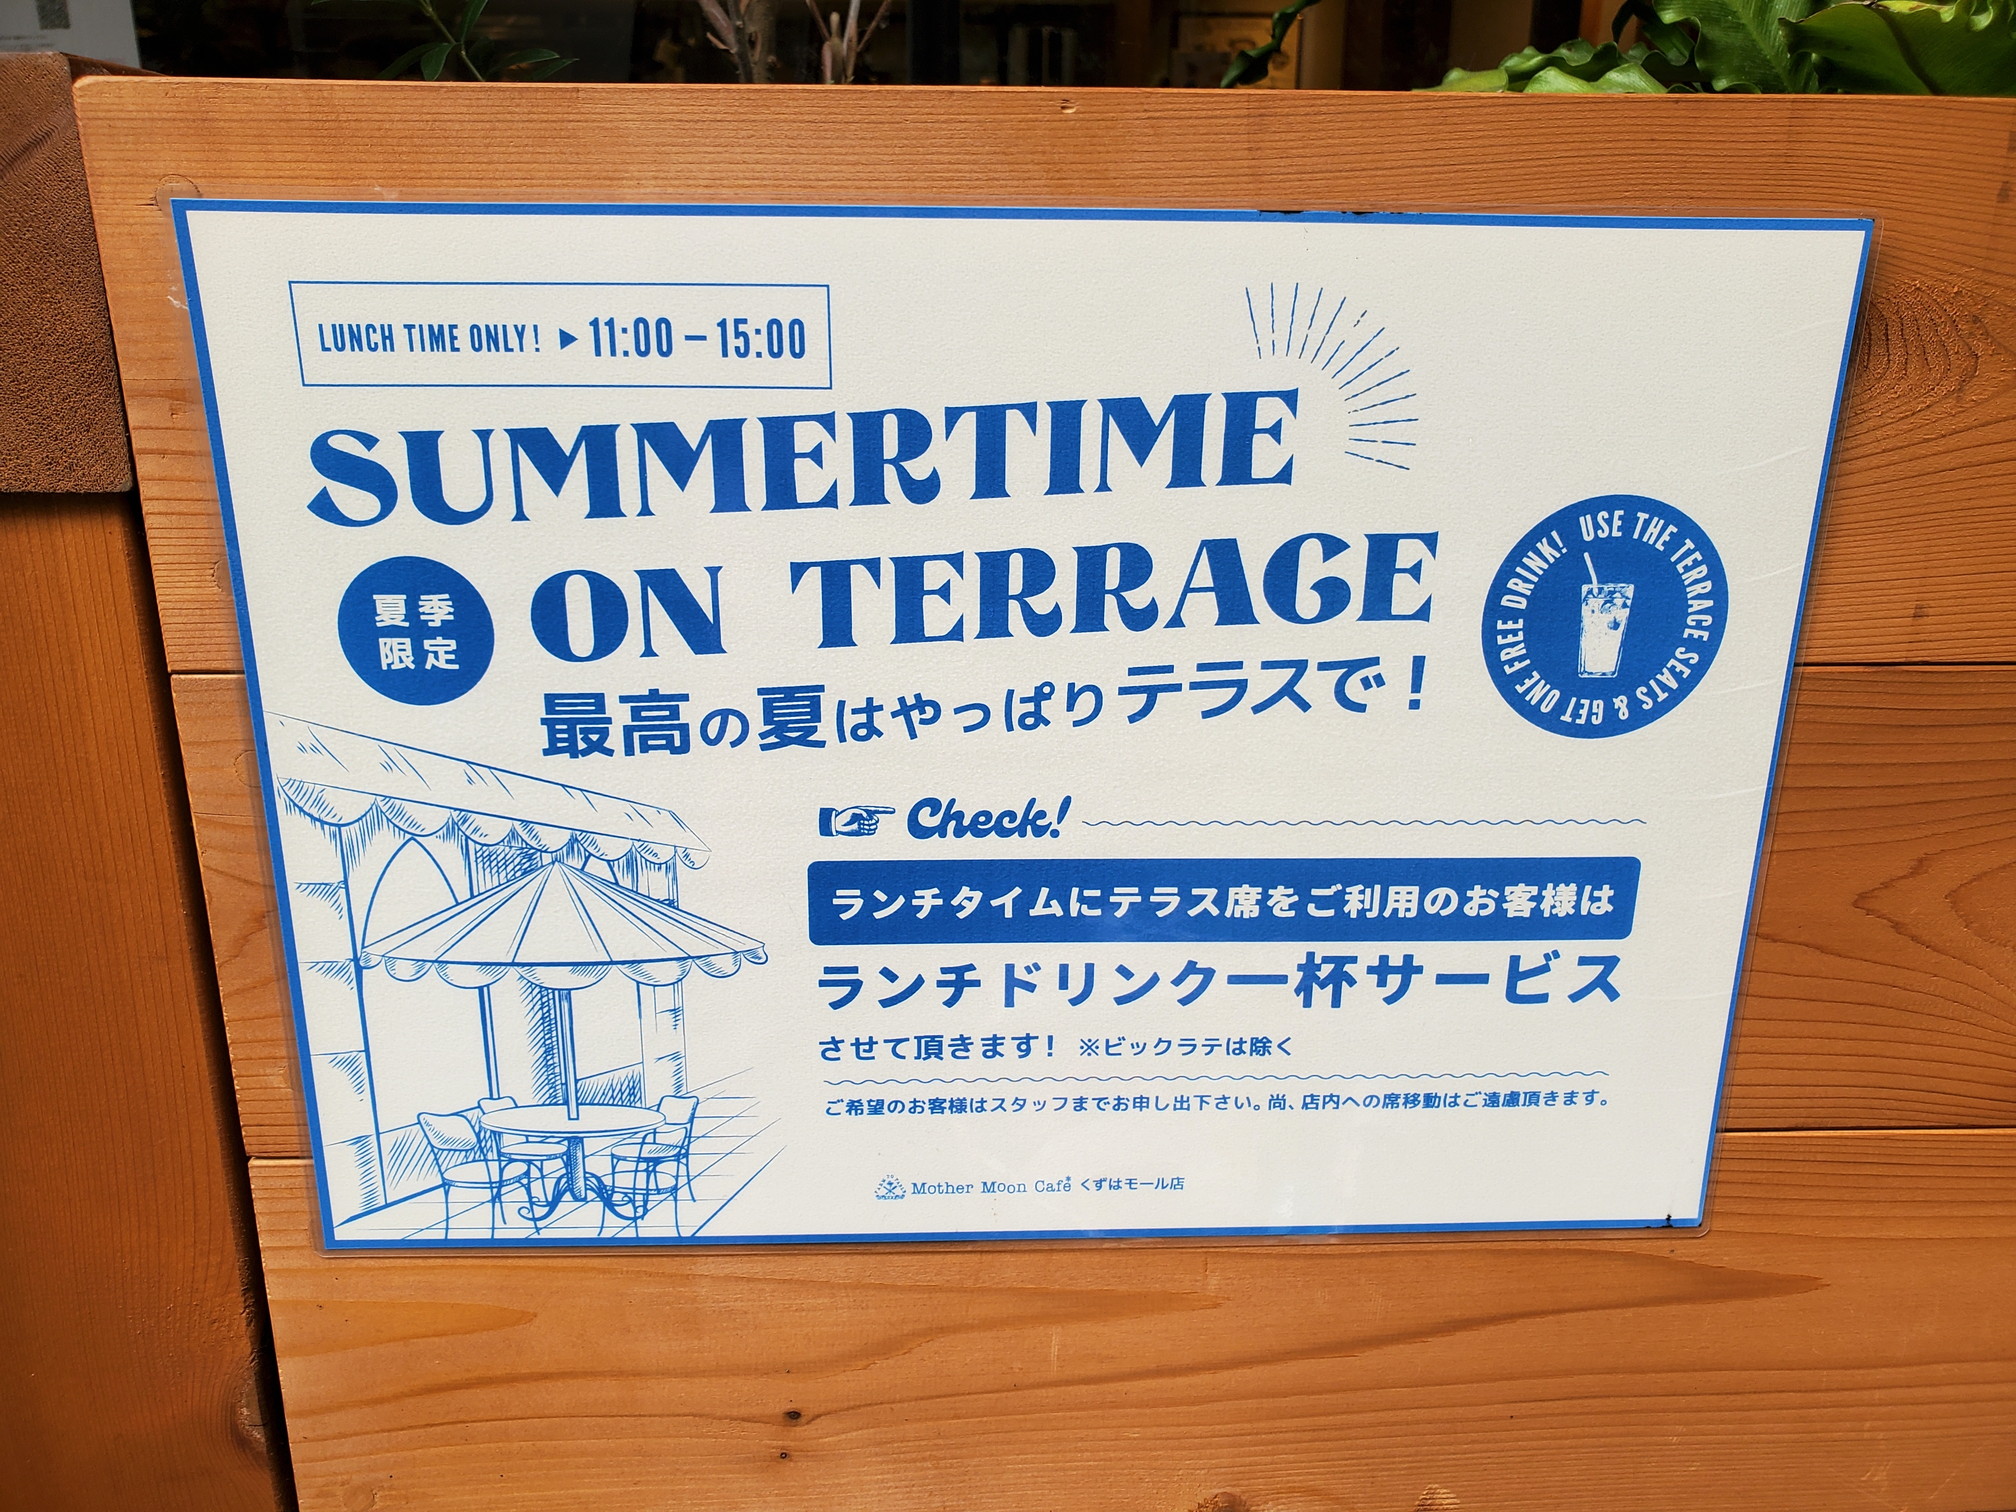 LUNCH TIME ONLY! ▶ 11:00 – 15:00
SUMMERTIME
夏季
限定
ON TERRACE
最高の夏はやっぱりテラスで！
USE THE TERRACE SEATS & GET ONE FREE DRINK!
Check!
ランチタイムにテラス席をご利用のお客様は
ランチドリンク一杯サービス
させて頂きます！ ※ビックラテは除く
ご希望のお客様はスタッフまでお申し出下さい。尚、店内への席移動はご遠慮頂きます。
Mother Moon Café くずはモール店